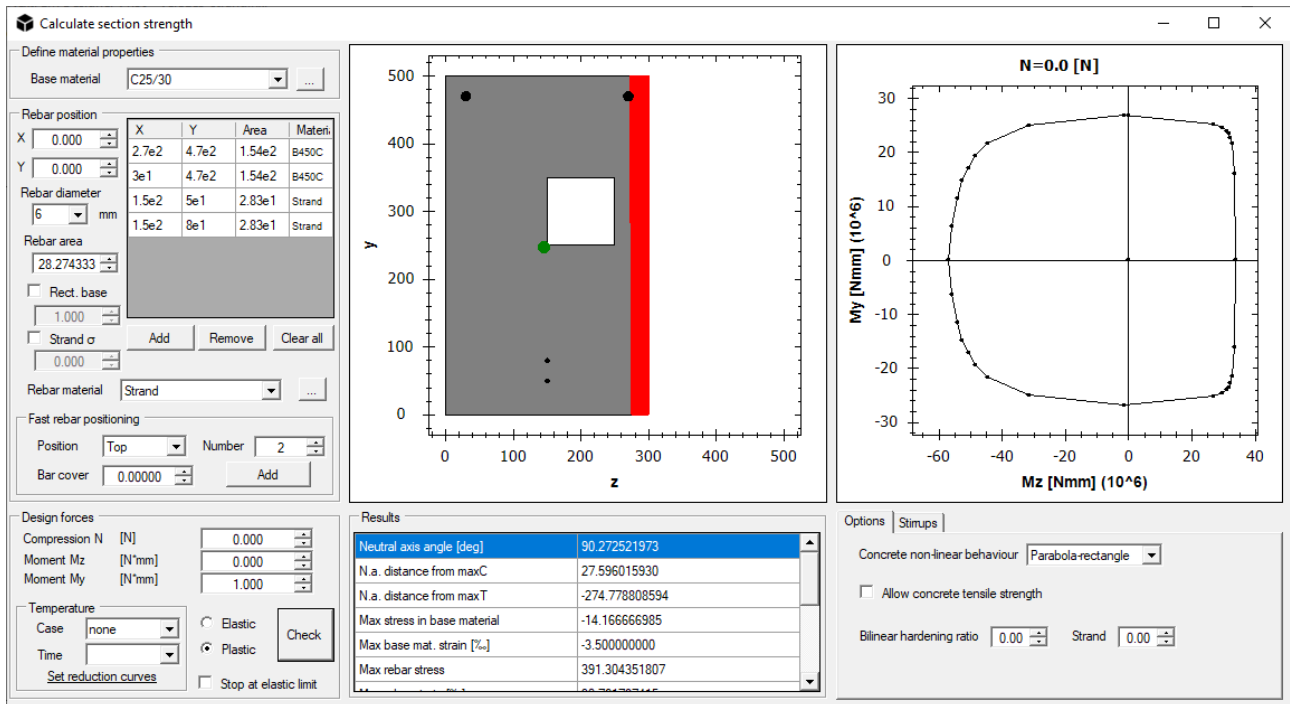 Calculate section strength
Define material properties
Base material C25/30 ...
Rebar position
X 0.000
Y 0.000
Rebar diameter
6 mm
Rebar area
28.274333
Rect. base
1.000
Strand σ
0.000
X Y Area Materi
2.7e2 4.7e2 1.54e2 B450C
3e1 4.7e2 1.54e2 B450C
1.5e2 5e1 2.83e1 Strand
1.5e2 8e1 2.83e1 Strand
Add Remove Clear all
Rebar material Strand ...
Fast rebar positioning
Position Top Number 2
Bar cover 0.00000 Add
Design forces
Compression N [N] 0.000
Moment Mz [N*mm] 0.000
Moment My [N*mm] 1.000
Temperature
Case none
Time
Set reduction curves
Elastic
Plastic
Check
Stop at elastic limit
500
400
300
200
100
0
y
0 100 200 300 400 500
z
N=0.0 [N]
30
20
10
0
-10
-20
-30
My [Nmm] (10^6)
-60 -40 -20 0 20 40
Mz [Nmm] (10^6)
Results
Neutral axis angle [deg] 90.272521973
N.a. distance from maxC 27.596015930
N.a. distance from maxT -274.778808594
Max stress in base material -14.166666985
Max base mat. strain [‰] -3.500000000
Max rebar stress 391.304351807
Options Stirrups
Concrete non-linear behaviour Parabola-rectangle
Allow concrete tensile strength
Bilinear hardening ratio 0.00 Strand 0.00